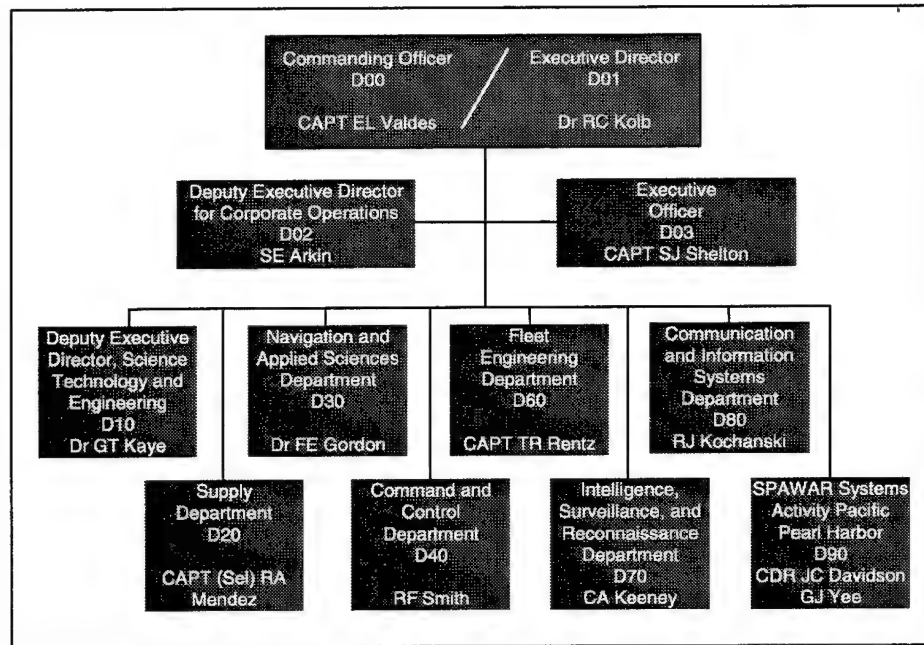 Commanding Officer
D00
CAPT EL Valdes
Executive Director
D01
Dr RC Kolb
Deputy Executive Director
for Corporate Operations
D02
SE Arkin
Executive
Officer
D03
CAPT SJ Shelton
Deputy Executive
Director, Science
Technology and
Engineering
D10
Dr GT Kaye
Navigation and
Applied Sciences
Department
D30
Dr FE Gordon
Fleet
Engineering
Department
D60
CAPT TR Rentz
Communication
and Information
Systems
Department
D80
RJ Kochanski
Supply
Department
D20
CAPT (Sel) RA
Mendez
Command and
Control
Department
D40
RF Smith
Intelligence,
Surveillance, and
Reconnaissance
Department
D70
CA Keeney
SPAWAR Systems
Activity Pacific
Pearl Harbor
D90
CDR JC Davidson
GJ Yee